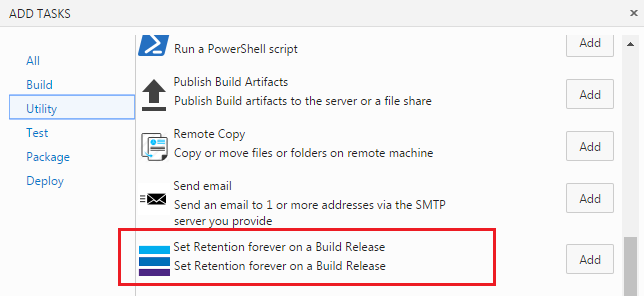 ADD TASKS
×
All
Build
Utility
Test
Package
Deploy
Run a PowerShell script
Add
Publish Build Artifacts
Publish Build artifacts to the server or a file share
Add
Remote Copy
Copy or move files or folders on remote machine
Add
Send email
Send an email to 1 or more addresses via the SMTP
server you provide
Add
Set Retention forever on a Build Release
Set Retention forever on a Build Release
Add